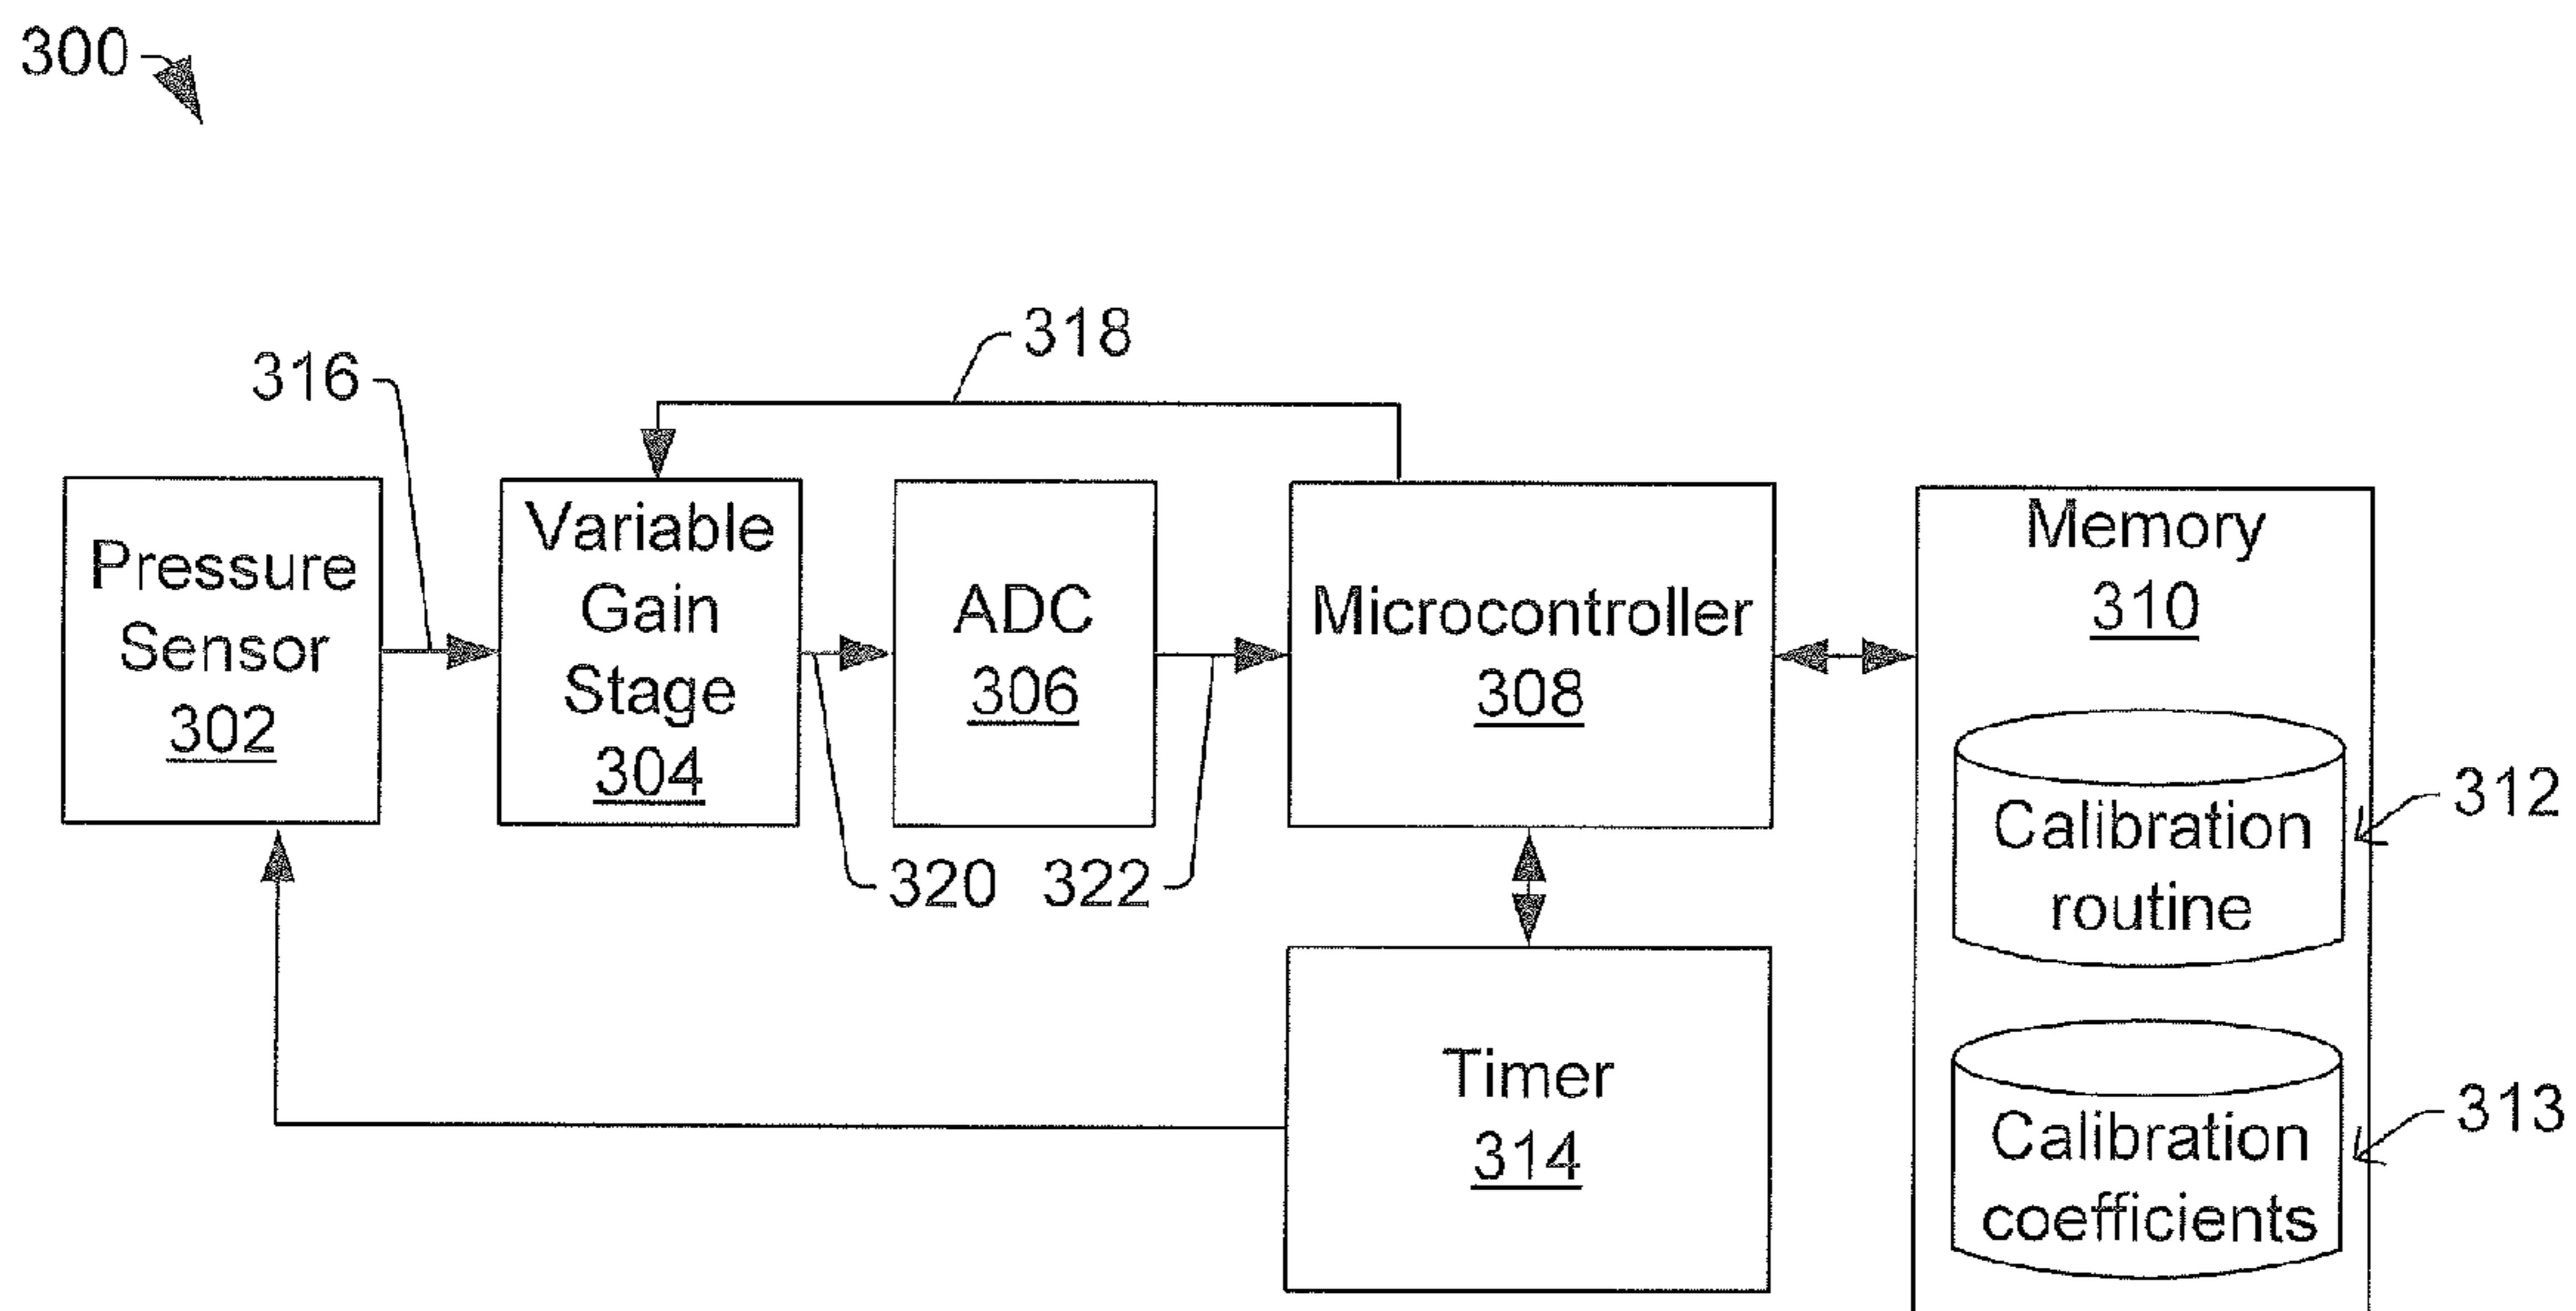 300
318
316
Pressure
Sensor
302
Variable
Gain
Stage
304
ADC
306
Microcontroller
308
Memory
310
Calibration
routine
312
320
322
Timer
314
Calibration
coefficients
313